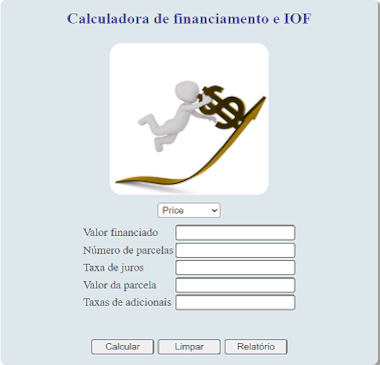 Calculadora de financiamento e IOF
$
Price
Valor financiado
Número de parcelas
Taxa de juros
Valor da parcela
Taxas de adicionais
Calcular Limpar Relatório